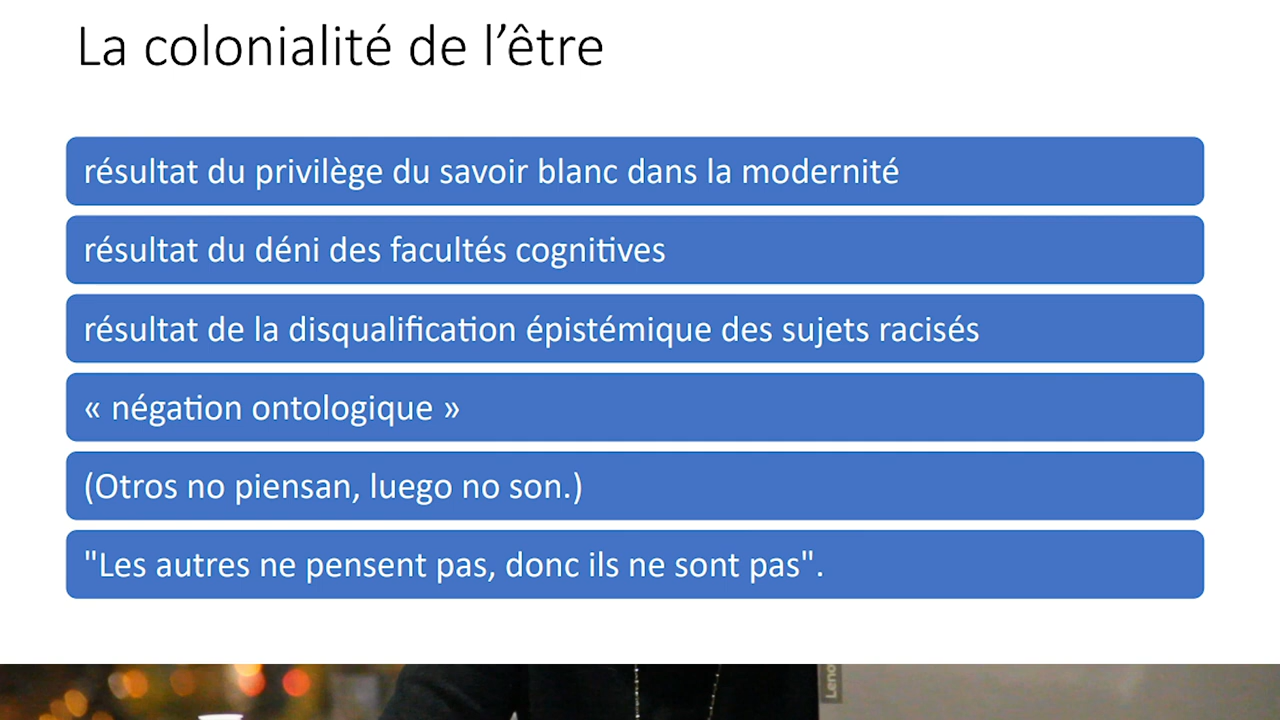 La colonialité de l’être
résultat du privilège du savoir blanc dans la modernité
résultat du déni des facultés cognitives
résultat de la disqualification épistémique des sujets racisés
« négation ontologique »
(Otros no piensan, luego no son.)
"Les autres ne pensent pas, donc ils ne sont pas".
Leno